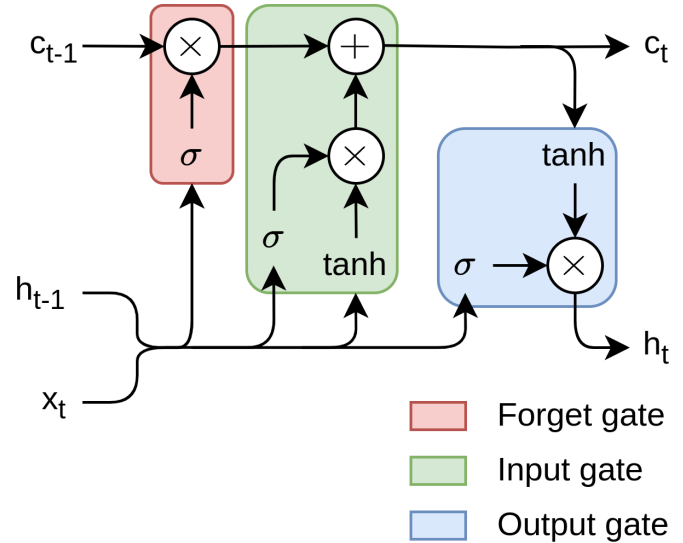 c_{t-1}
×
+
c_t
σ
×
tanh
σ
tanh
σ
×
h_{t-1}
h_t
x_t
Forget gate
Input gate
Output gate